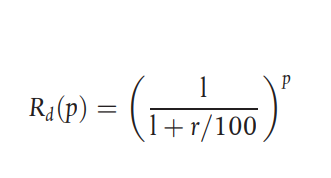 R_d(p) = (1 / (1 + r/100))^p